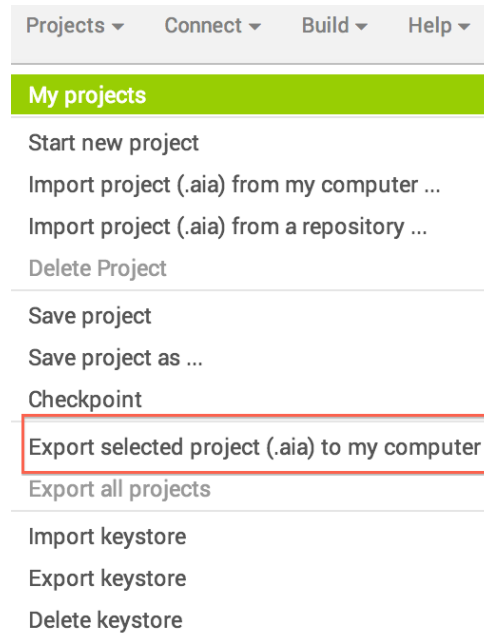 Projects Connect Build Help
My projects
Start new project
Import project (.aia) from my computer ...
Import project (.aia) from a repository ...
Delete Project
Save project
Save project as ...
Checkpoint
Export selected project (.aia) to my computer
Export all projects
Import keystore
Export keystore
Delete keystore